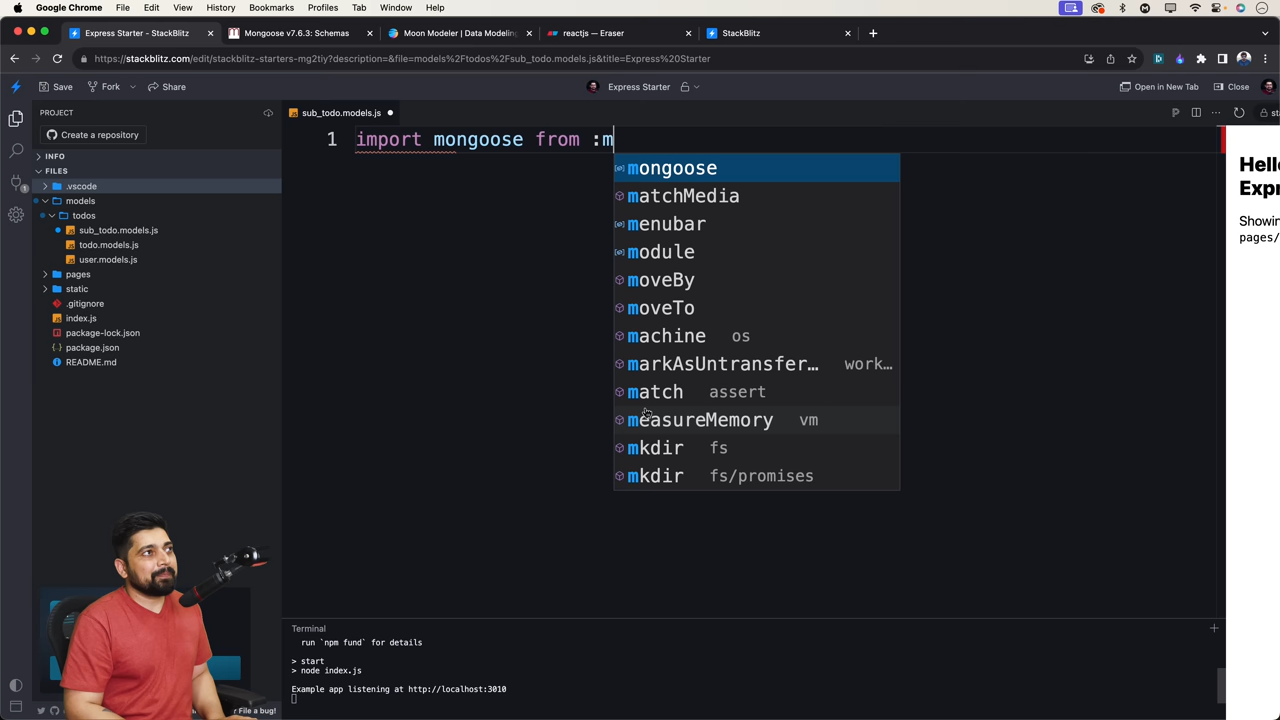 Google Chrome File Edit View History Bookmarks Profiles Tab Window Help
Express Starter - StackBlitz × Mongoose v7.6.3: Schemas × Moon Modeler | Data Modelin × reactjs — Eraser × StackBlitz × +
https://stackblitz.com/edit/stackblitz-starters-mg2tiy?description=&file=models%2Ftodos%2Fsub_todo.models.js&title=Express%20Starter
Save Fork Share Express Starter Open in New Tab Close
PROJECT
sub_todo.models.js
Create a repository
INFO
FILES
.vscode
models
todos
sub_todo.models.js
todo.models.js
user.models.js
pages
static
.gitignore
index.js
package-lock.json
package.json
README.md
1 import mongoose from :m
mongoose
matchMedia
menubar
module
moveBy
moveTo
machine os
markAsUntransfer… work…
match assert
measureMemory vm
mkdir fs
mkdir fs/promises
Hell
Expr
Showin
pages/
Terminal
run `npm fund` for details
> start
> node index.js
Example app listening at http://localhost:3010
File a bug!